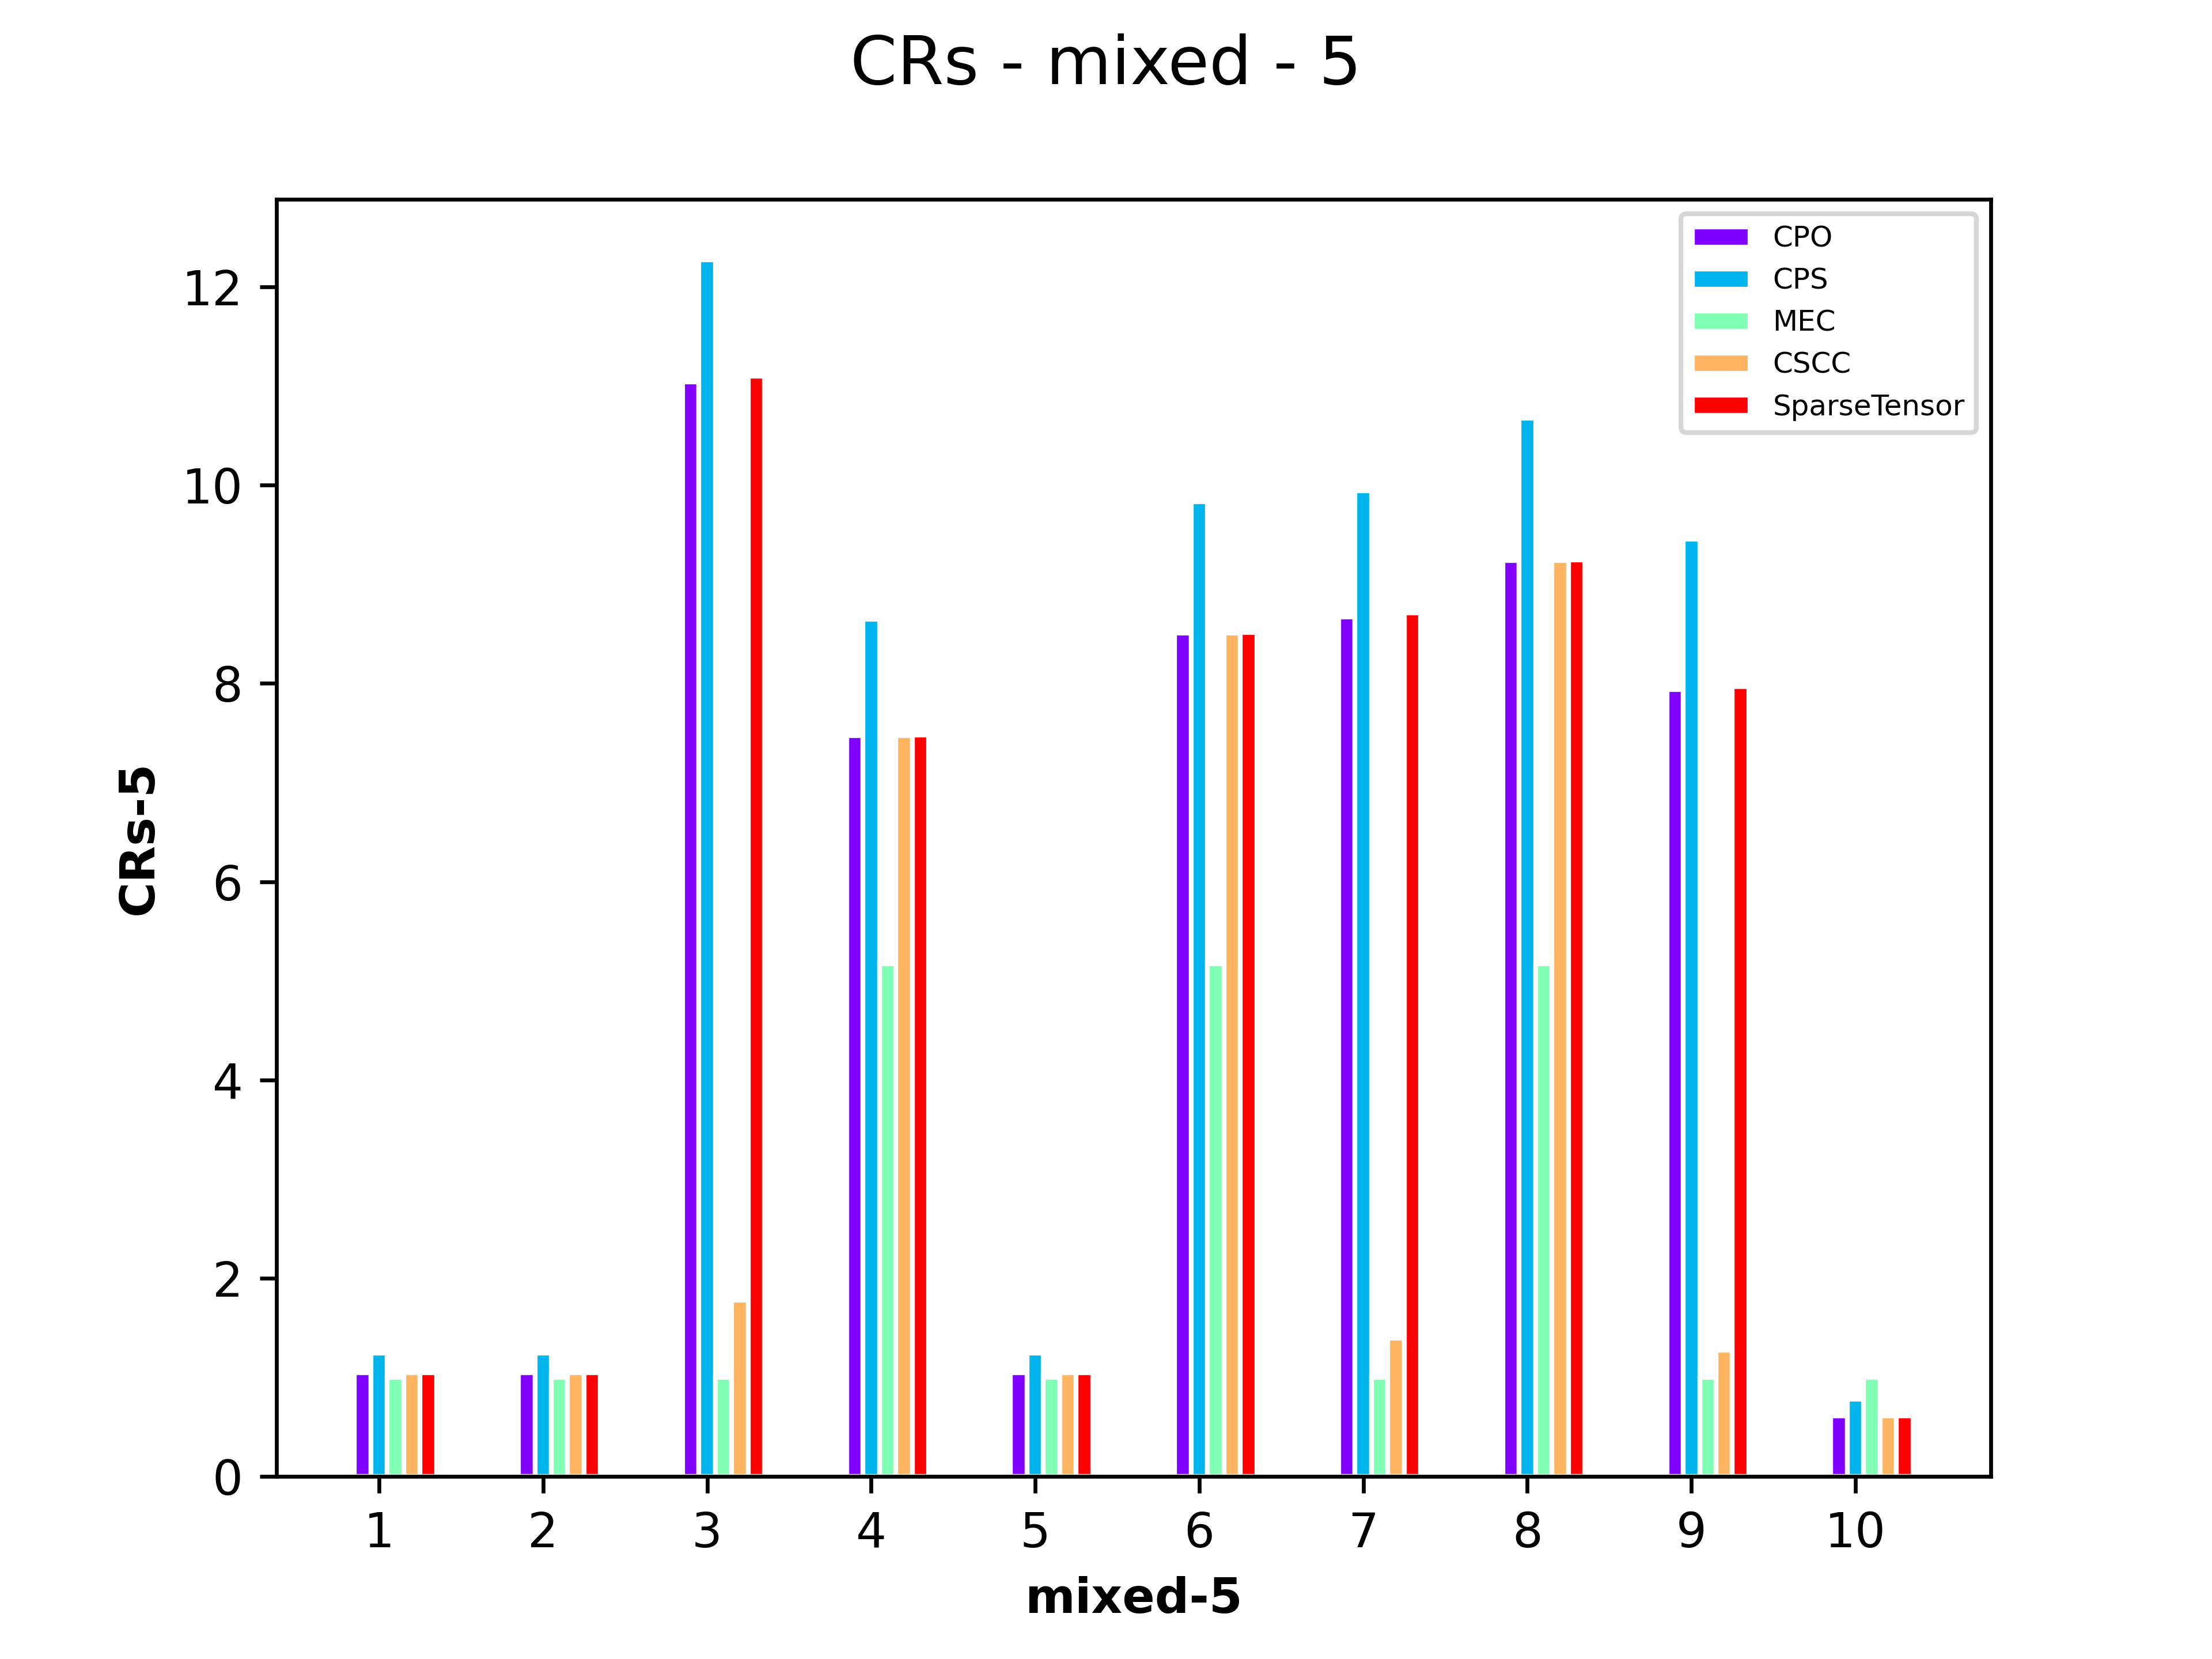 CRs - mixed - 5
CPO
CPS
MEC
CSCC
SparseTensor
12
10
8
6
4
2
0
CRs-5
1 2 3 4 5 6 7 8 9 10
mixed-5